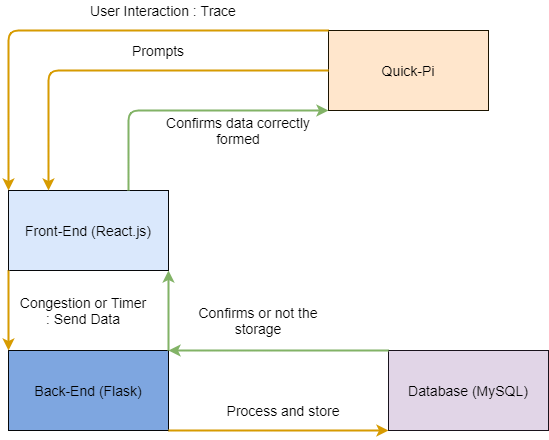 User Interaction : Trace
Prompts
Quick-Pi
Confirms data correctly
formed
Front-End (React.js)
Congestion or Timer
: Send Data
Confirms or not the
storage
Back-End (Flask)
Database (MySQL)
Process and store